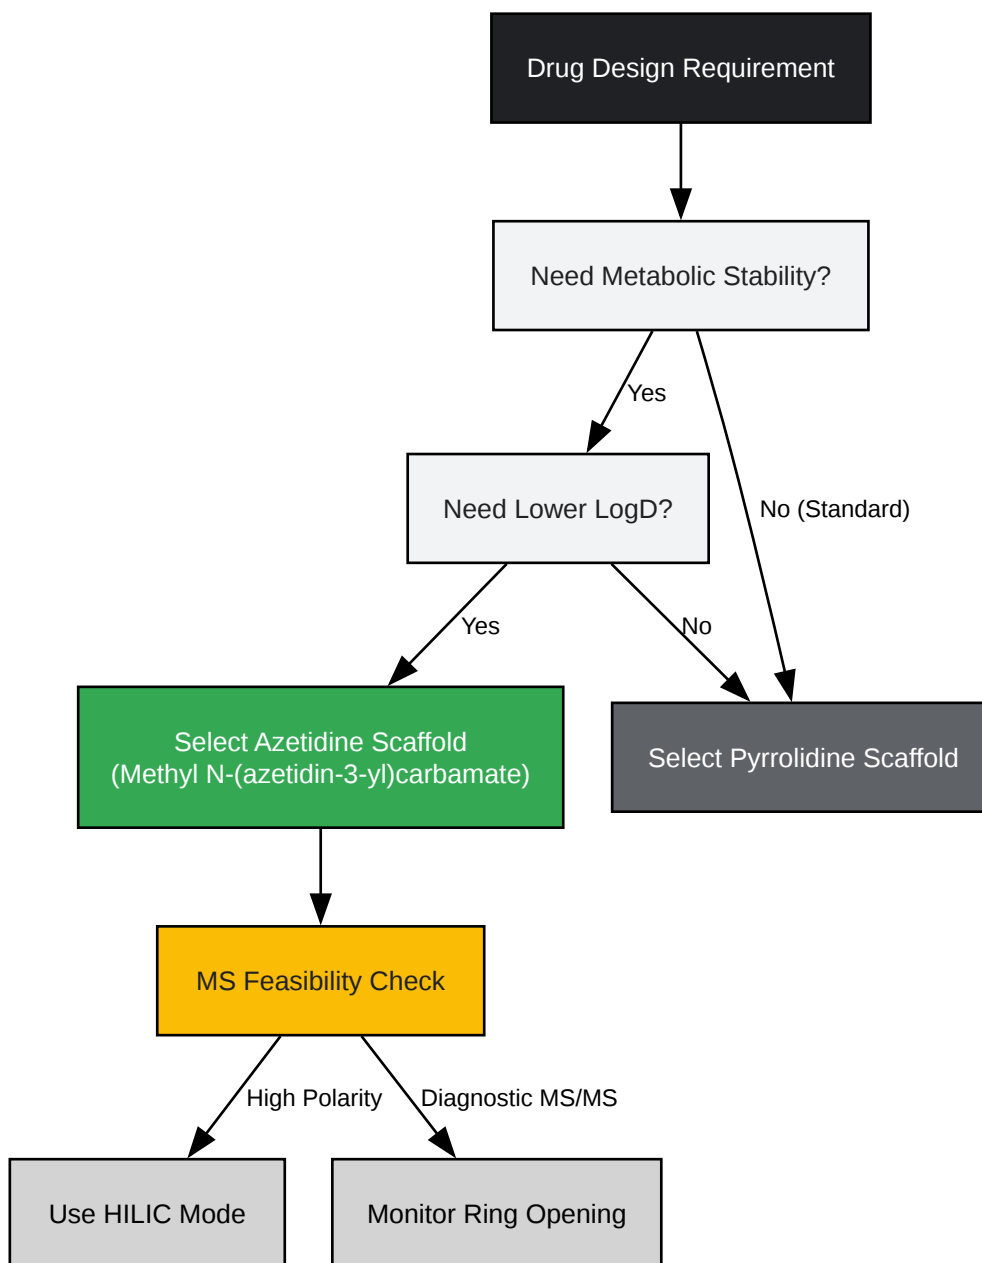 Drug Design Requirement
Need Metabolic Stability?
Yes
Need Lower LogD?
No (Standard)
Yes
No
Select Azetidine Scaffold
(Methyl N-(azetidin-3-yl)carbamate)
Select Pyrrolidine Scaffold
MS Feasibility Check
High Polarity
Diagnostic MS/MS
Use HILIC Mode
Monitor Ring Opening